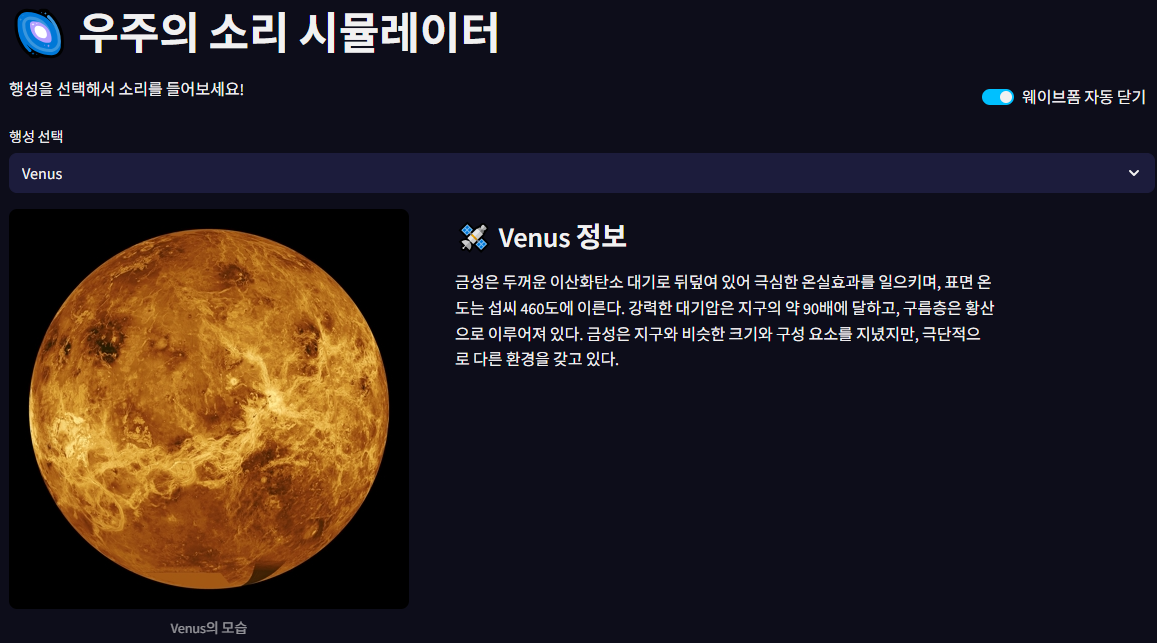 우주의 소리 시뮬레이터
행성을 선택해서 소리를 들어보세요!
웨이브폼 자동 닫기
행성 선택
Venus
Venus 정보
금성은 두꺼운 이산화탄소 대기로 뒤덮여 있어 극심한 온실효과를 일으키며, 표면 온
도는 섭씨 460도에 이른다. 강력한 대기압은 지구의 약 90배에 달하고, 구름층은 황산
으로 이루어져 있다. 금성은 지구와 비슷한 크기와 구성 요소를 지녔지만, 극단적으
로 다른 환경을 갖고 있다.
Venus의 모습